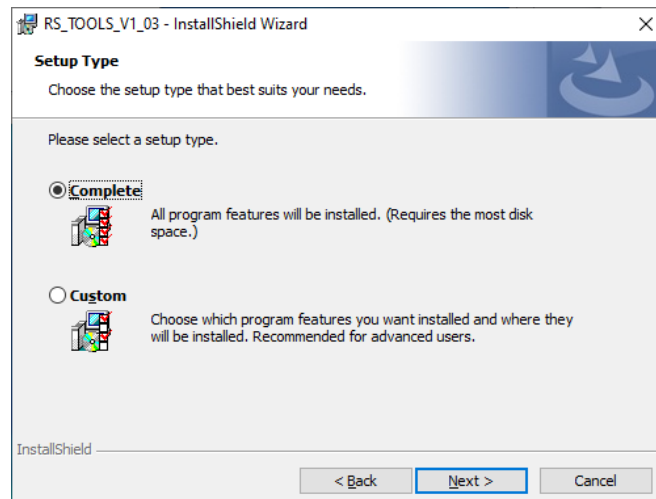 RS_TOOLS_V1_03 - InstallShield Wizard
Setup Type
Choose the setup type that best suits your needs.
Please select a setup type.
Complete
All program features will be installed. (Requires the most disk
space.)
Custom
Choose which program features you want installed and where they
will be installed. Recommended for advanced users.
InstallShield
< Back
Next >
Cancel